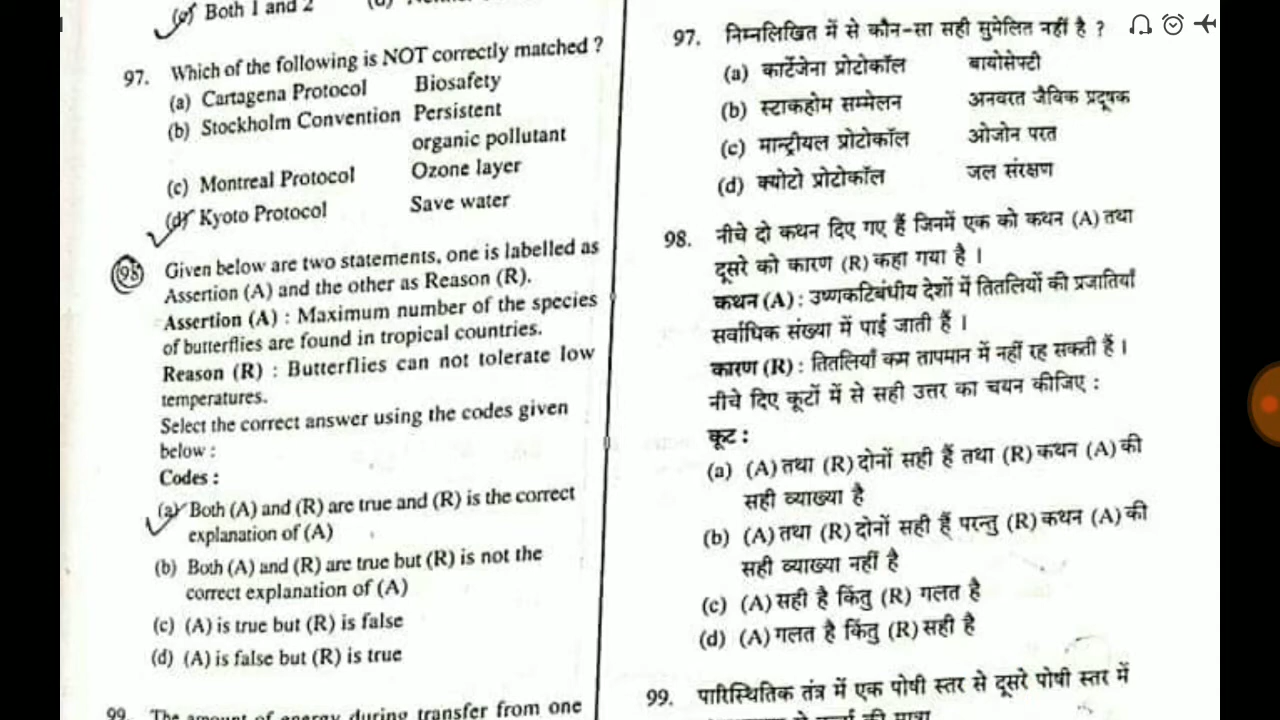 (c) Both 1 and 2
97. Which of the following is NOT correctly matched ?
(a) Cartagena Protocol Biosafety
(b) Stockholm Convention Persistent
organic pollutant
(c) Montreal Protocol Ozone layer
(d) Kyoto Protocol Save water
98 Given below are two statements, one is labelled as
Assertion (A) and the other as Reason (R).
Assertion (A) : Maximum number of the species
of butterflies are found in tropical countries.
Reason (R) : Butterflies can not tolerate low
temperatures.
Select the correct answer using the codes given
below :
Codes :
(a) Both (A) and (R) are true and (R) is the correct
explanation of (A)
(b) Both (A) and (R) are true but (R) is not the
correct explanation of (A)
(c) (A) is true but (R) is false
(d) (A) is false but (R) is true
99. The amount of energy during transfer from one
97. निम्नलिखित में से कौन-सा सही सुमेलित नहीं है ?
(a) कार्टेजेना प्रोटोकॉल बायोसेफ्टी
(b) स्टाकहोम सम्मेलन अनवरत जैविक प्रदूषक
(c) मान्ट्रीयल प्रोटोकॉल ओजोन परत
(d) क्योटो प्रोटोकॉल जल संरक्षण
98. नीचे दो कथन दिए गए हैं जिनमें एक को कथन (A) तथा
दूसरे को कारण (R) कहा गया है ।
कथन (A) : उष्णकटिबंधीय देशों में तितलियों की प्रजातियाँ
सर्वाधिक संख्या में पाई जाती हैं ।
कारण (R) : तितलियाँ कम तापमान में नहीं रह सकती हैं ।
नीचे दिए कूटों में से सही उत्तर का चयन कीजिए :
कूट :
(a) (A) तथा (R) दोनों सही हैं तथा (R) कथन (A) की
सही व्याख्या है
(b) (A) तथा (R) दोनों सही हैं परन्तु (R) कथन (A) की
सही व्याख्या नहीं है
(c) (A) सही है किंतु (R) गलत है
(d) (A) गलत है किंतु (R) सही है
99. पारिस्थितिक तंत्र में एक पोषी स्तर से दूसरे पोषी स्तर में